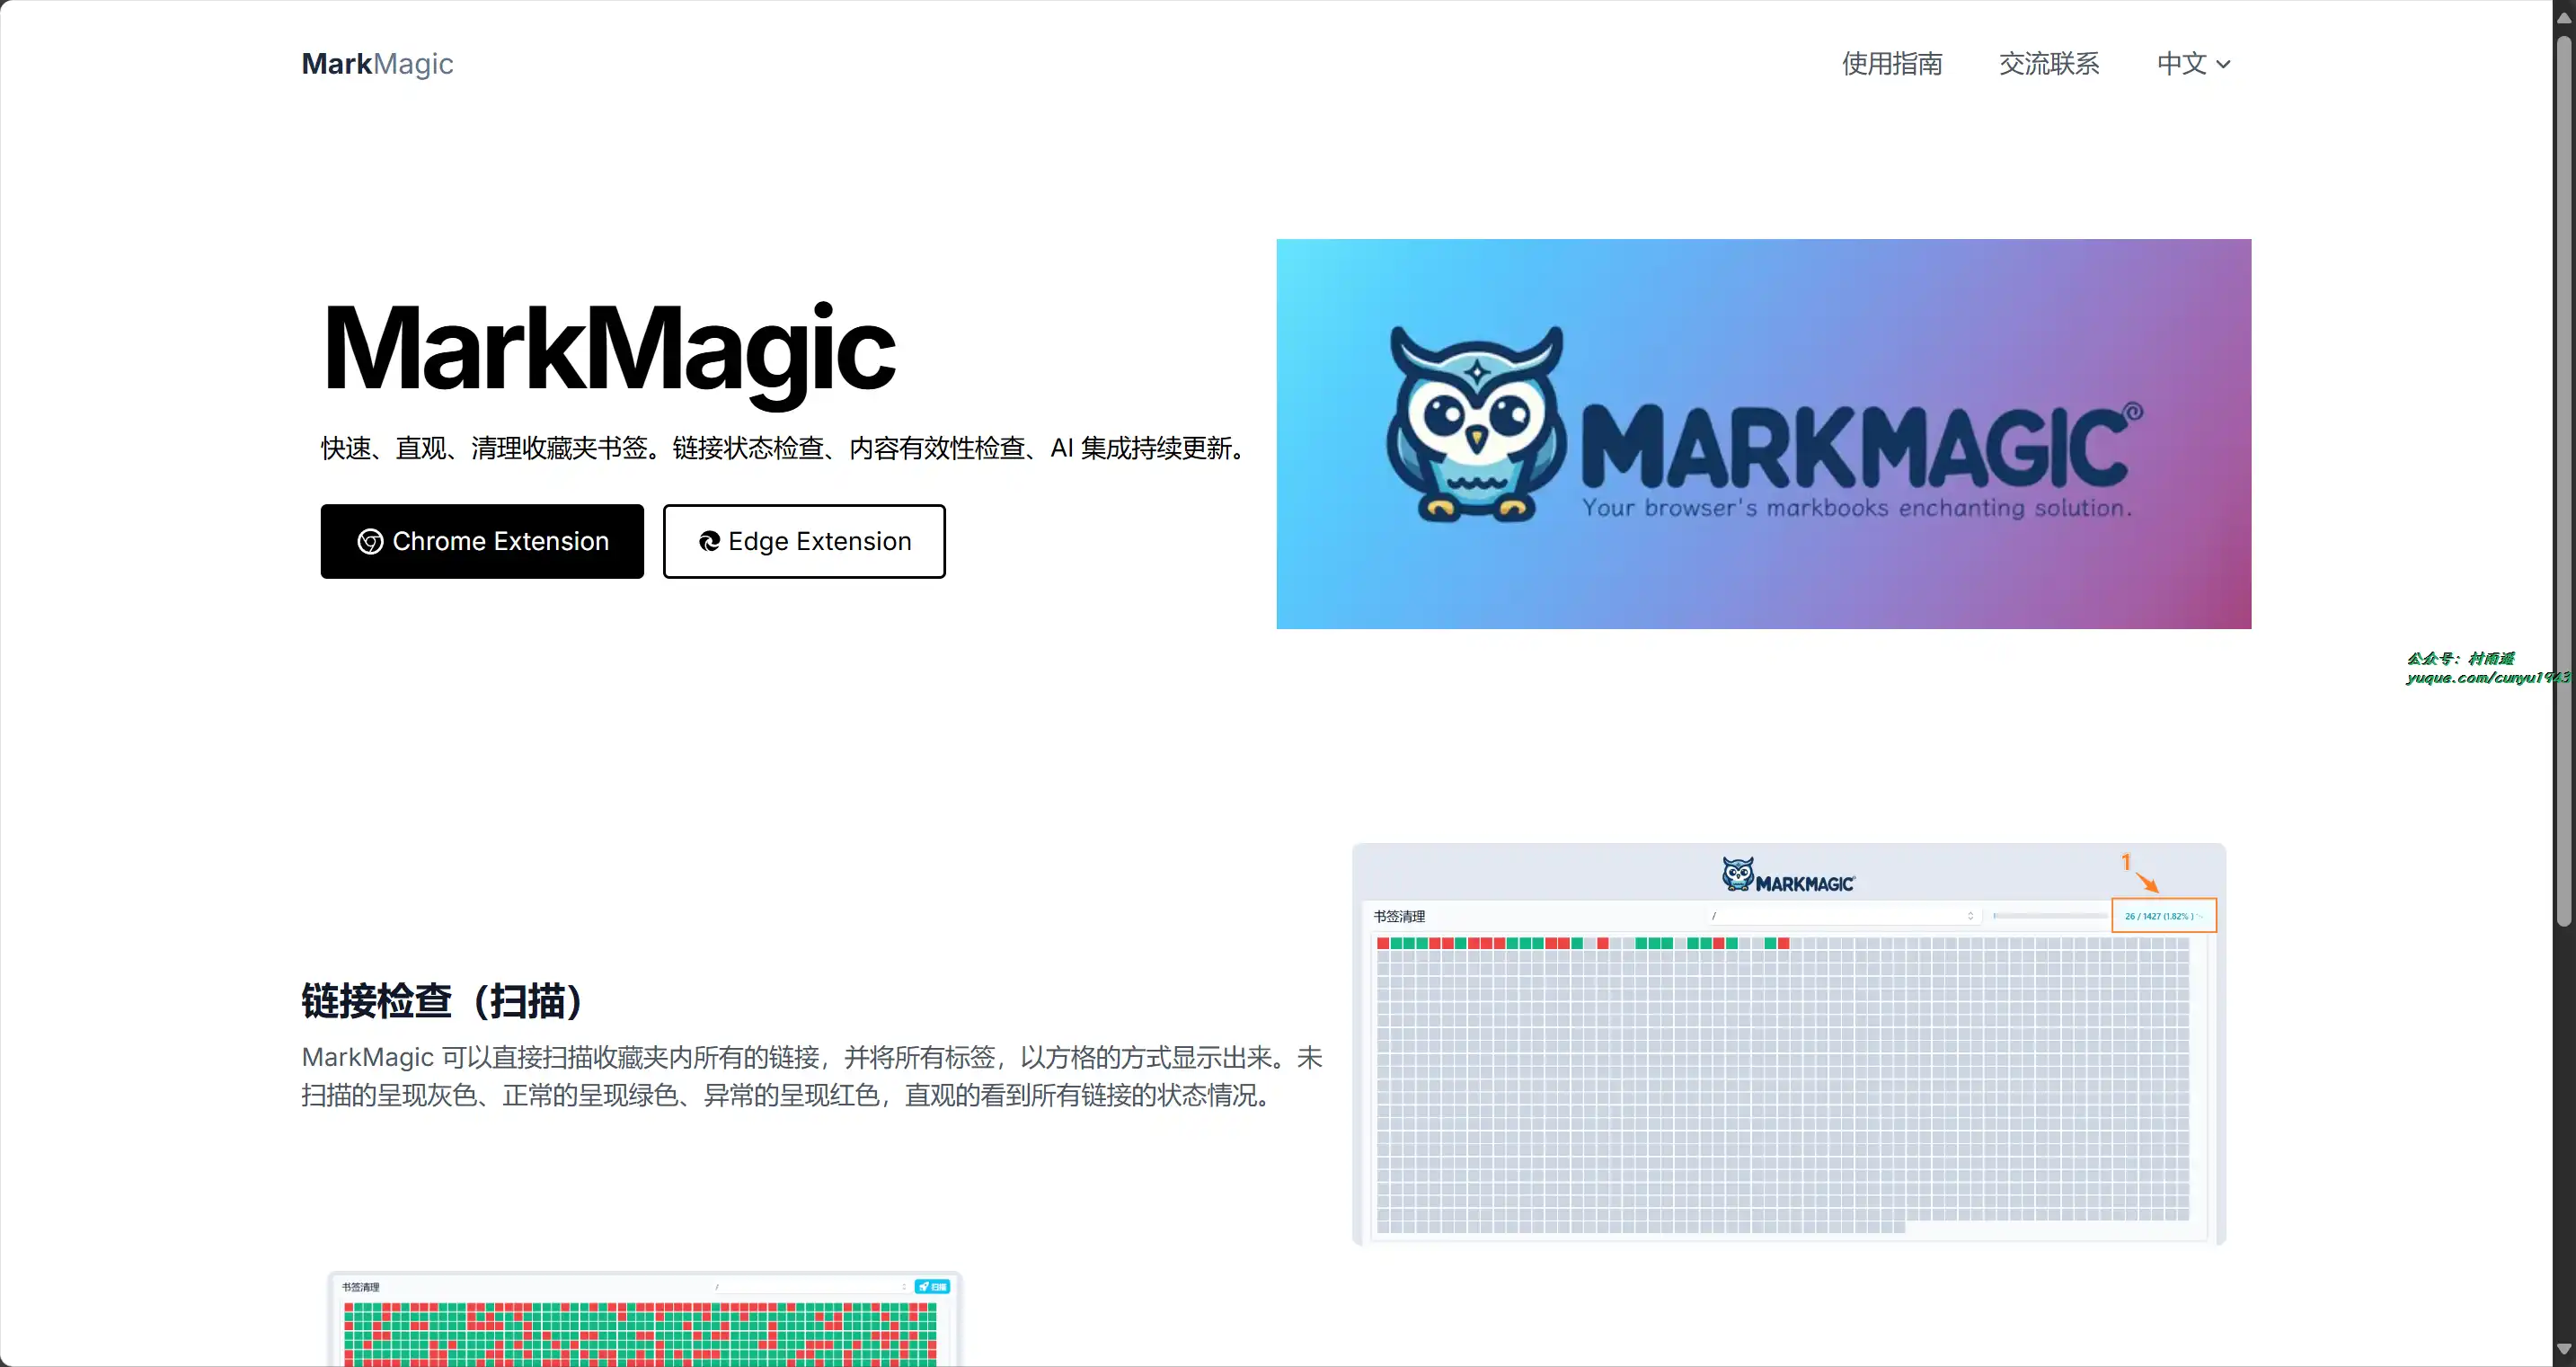 MarkMagic
使用指南
交流联系
中文
MarkMagic
快速、直观、清理收藏夹书签。链接状态检查、内容有效性检查、AI 集成持续更新。
Chrome Extension
Edge Extension
MARKMAGIC
Your browser's markbooks enchanting solution.
公众号：村雨遥
yuque.com/cunyu1943
链接检查（扫描）
MarkMagic 可以直接扫描收藏夹内所有的链接，并将所有标签，以方格的方式显示出来。未
扫描的呈现灰色、正常的呈现绿色、异常的呈现红色，直观的看到所有链接的状态情况。
MARKMAGIC
1
书签清理
/
26 / 1427 (1.82% )
书签清理
/
扫描